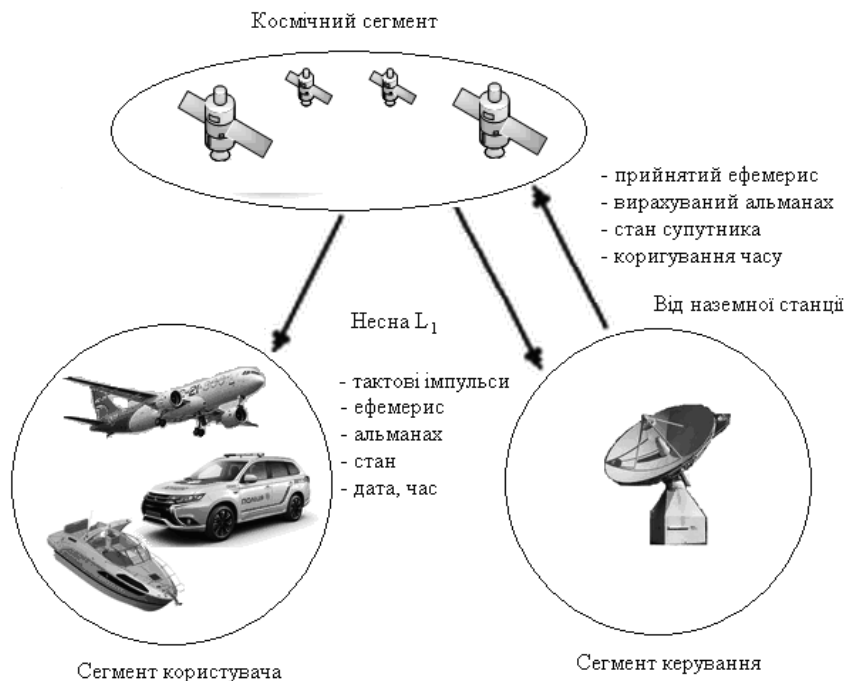 Космічний сегмент
- прийнятий ефемерис
- вирахуваний альманах
- стан супутника
- коригування часу
Від наземної станції
Несна L1
- тактові імпульси
- ефемерис
- альманах
- стан
- дата, час
Сегмент користувача
Сегмент керування